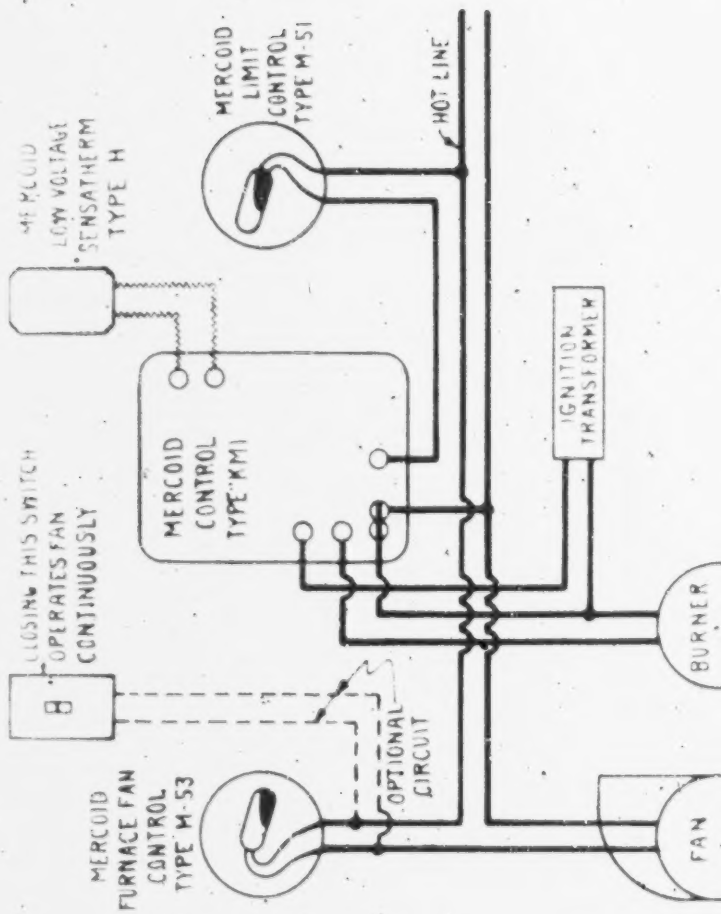 MERCOID
LOW VOLTAGE
SENSATHERM
TYPE H
MERCOID
LIMIT
CONTROL
TYPE M-51
HOT LINE
CLOSING THIS SWITCH
OPERATES FAN
CONTINUOUSLY
MERCOID
CONTROL
TYPE"KM1
IGNITION
TRANSFORMER
MERCOID
FURNACE FAN
CONTROL
TYPE M-53
OPTIONAL
CIRCUIT
BURNER
FAN